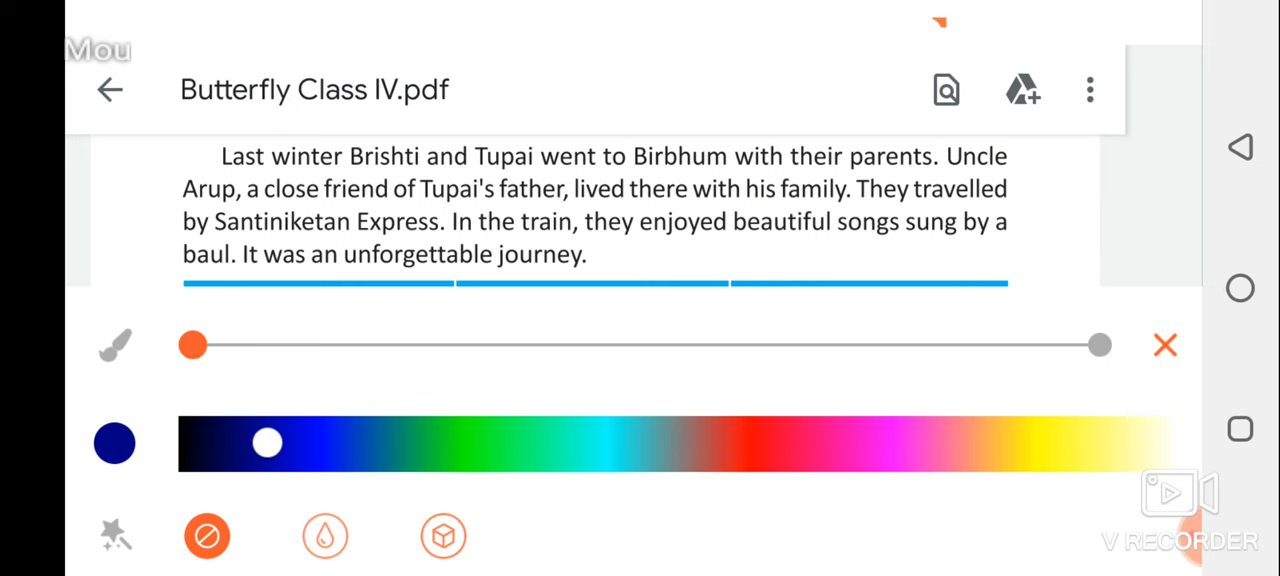 Mou
Butterfly Class IV.pdf
Last winter Brishti and Tupai went to Birbhum with their parents. Uncle
Arup, a close friend of Tupai's father, lived there with his family. They travelled
by Santiniketan Express. In the train, they enjoyed beautiful songs sung by a
baul. It was an unforgettable journey.
V RECORDER